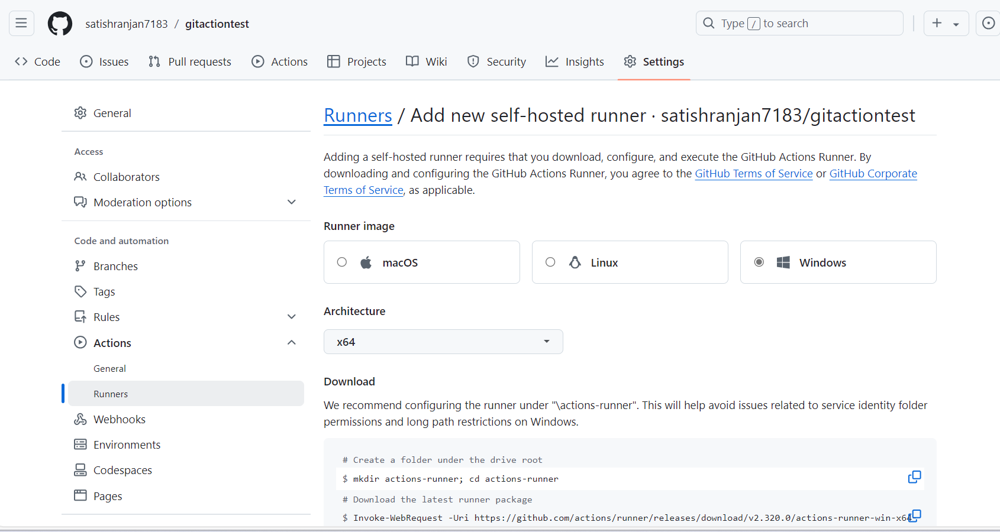 satishranjan7183 / gitactiontest
Type / to search
Code Issues Pull requests Actions Projects Wiki Security Insights Settings
General
Access
Collaborators
Moderation options
Code and automation
Branches
Tags
Rules
Actions
General
Runners
Webhooks
Environments
Codespaces
Pages
Runners / Add new self-hosted runner · satishranjan7183/gitactiontest
Adding a self-hosted runner requires that you download, configure, and execute the GitHub Actions Runner. By
downloading and configuring the GitHub Actions Runner, you agree to the GitHub Terms of Service or GitHub Corporate
Terms of Service, as applicable.
Runner image
macOS Linux Windows
Architecture
x64
Download
We recommend configuring the runner under "\actions-runner". This will help avoid issues related to service identity folder
permissions and long path restrictions on Windows.
# Create a folder under the drive root
$ mkdir actions-runner; cd actions-runner
# Download the latest runner package
$ Invoke-WebRequest -Uri https://github.com/actions/runner/releases/download/v2.320.0/actions-runner-win-x64